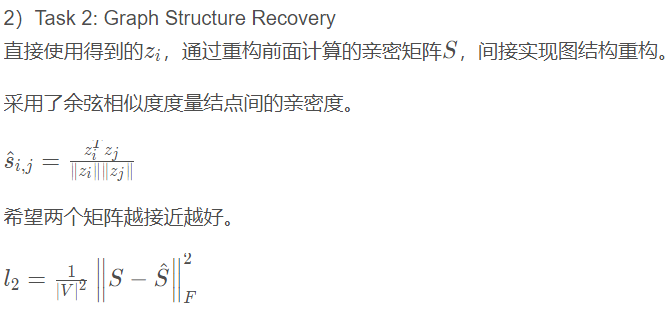 2）Task 2: Graph Structure Recovery
直接使用得到的$z_i$，通过重构前面计算的亲密矩阵$S$，间接实现图结构重构。
采用了余弦相似度度量结点间的亲密度。
$\hat{s}_{i,j} = \frac{z_i^T z_j}{\|z_i\|\|z_j\|}$
希望两个矩阵越接近越好。
$l_2 = \frac{1}{|V|^2} \left\| S - \hat{S} \right\|_F^2$